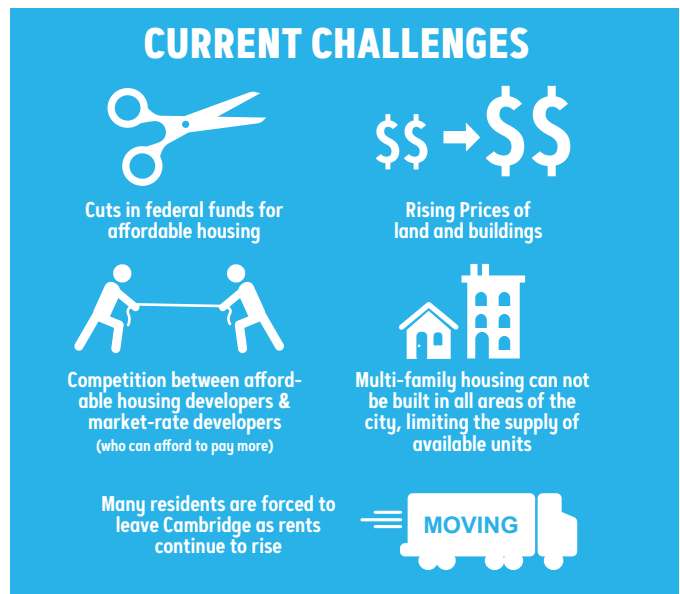 CURRENT CHALLENGES
$$ $$
Cuts in federal funds for
affordable housing
Rising Prices of
land and buildings
Competition between afford-
able housing developers &
market-rate developers
(who can afford to pay more)
Multi-family housing can not
be built in all areas of the
city, limiting the supply of
available units
Many residents are forced to
leave Cambridge as rents
continue to rise
MOVING